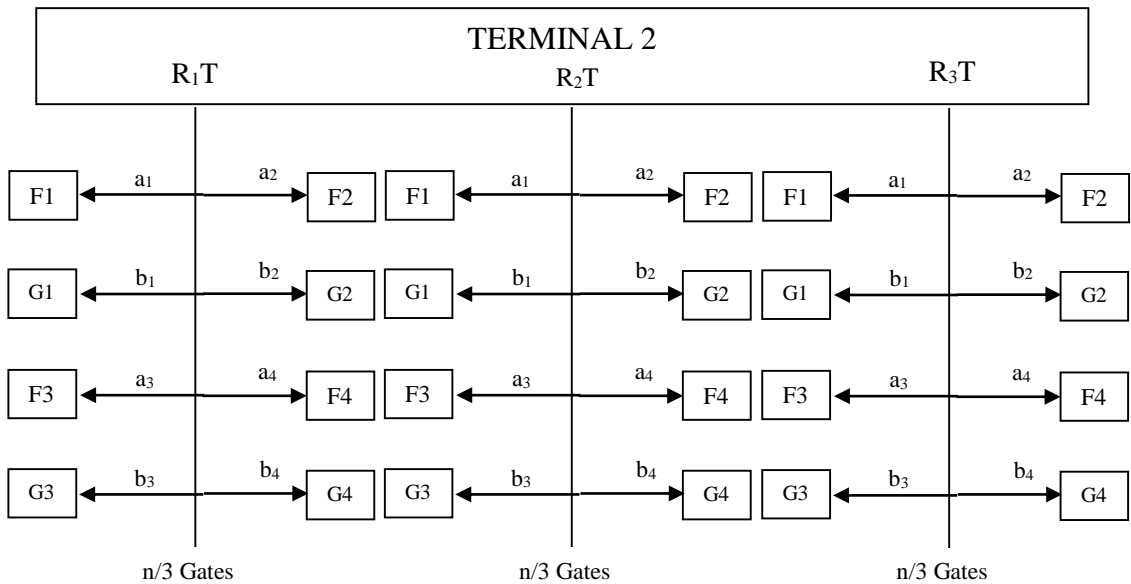 TERMINAL 2
R₁T R₂T R₃T
a₁ a₂ a₁ a₂ a₁ a₂
F1 F2 F1 F2 F1 F2
b₁ b₂ b₁ b₂ b₁ b₂
G1 G2 G1 G2 G1 G2
a₃ a₄ a₃ a₄ a₃ a₄
F3 F4 F3 F4 F3 F4
b₃ b₄ b₃ b₄ b₃ b₄
G3 G4 G3 G4 G3 G4
n/3 Gates n/3 Gates n/3 Gates